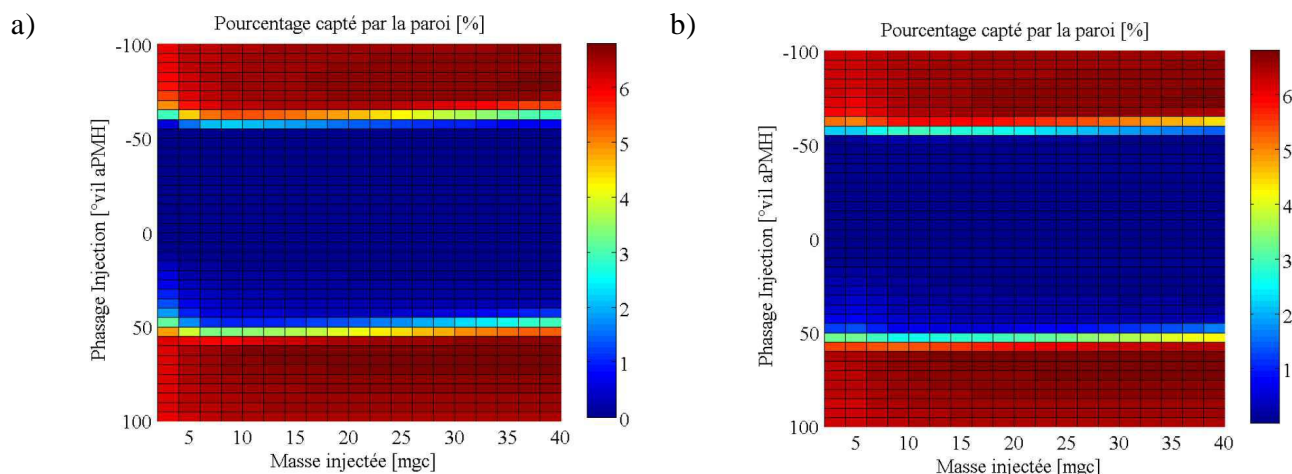 a)
Pourcentage capté par la paroi [%]
-100
-50
0
50
100
Phasage Injection [°vil aPMH]
5 10 15 20 25 30 35 40
Masse injectée [mgc]
6
5
4
3
2
1
0
b)
Pourcentage capté par la paroi [%]
-100
-50
0
50
100
Phasage Injection [°vil aPMH]
5 10 15 20 25 30 35 40
Masse injectée [mgc]
6
5
4
3
2
1